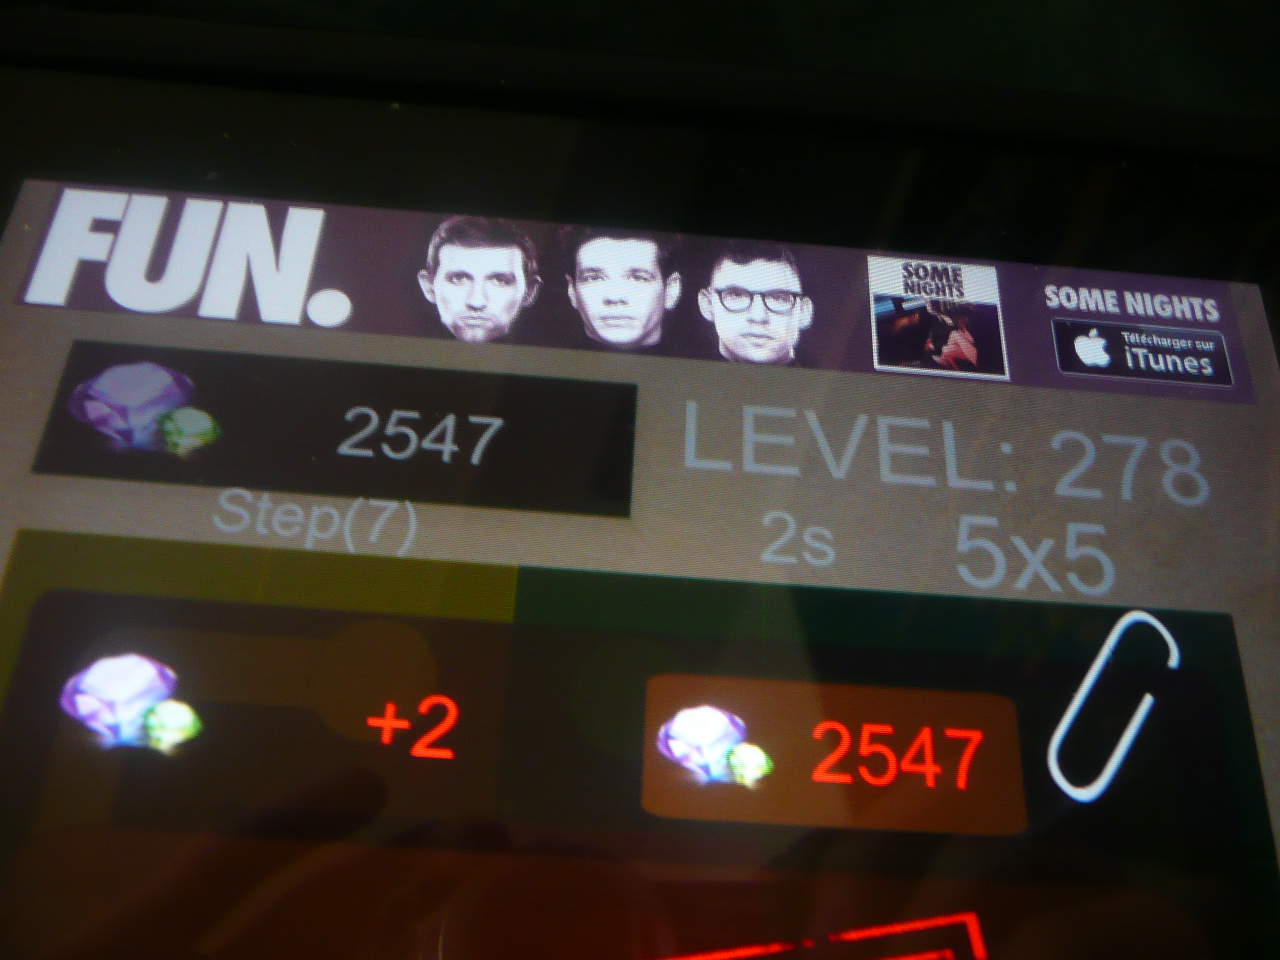 FUN.
SOME
NIGHTS
SOME NIGHTS
Télécharger sur
iTunes
2547
LEVEL: 278
Step(7)
2s
5x5
+2
2547